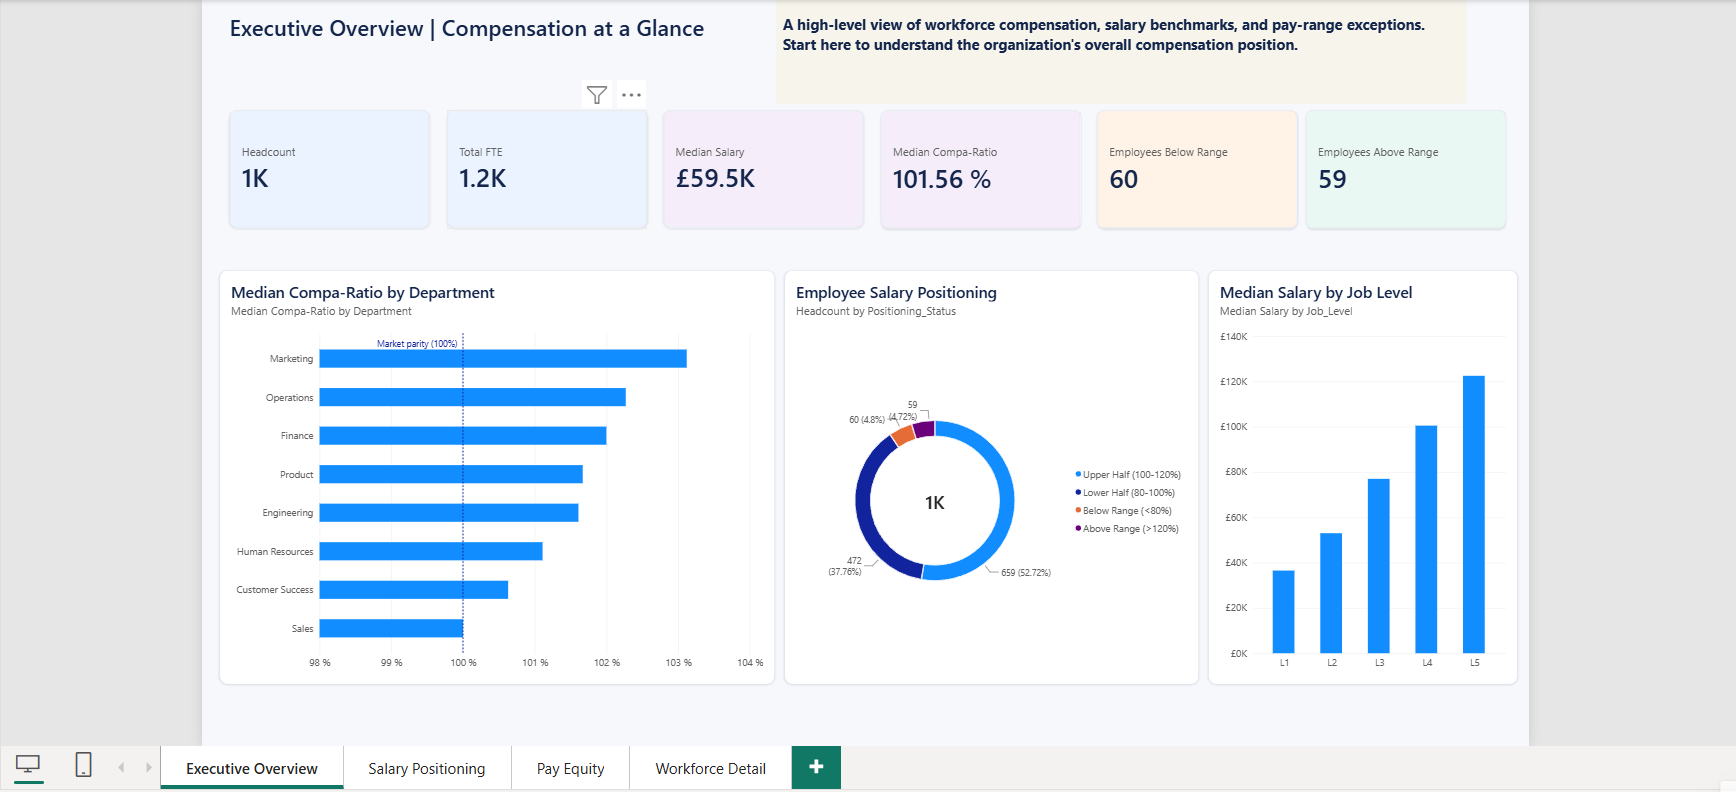 Executive Overview | Compensation at a Glance
A high-level view of workforce compensation, salary benchmarks, and pay-range exceptions.
Start here to understand the organization's overall compensation position.
Headcount
1K
Total FTE
1.2K
Median Salary
£59.5K
Median Compa-Ratio
101.56 %
Employees Below Range
60
Employees Above Range
59
Median Compa-Ratio by Department
Median Compa-Ratio by Department
Market parity (100%)
Marketing
Operations
Finance
Product
Engineering
Human Resources
Customer Success
Sales
98 %
99 %
100 %
101 %
102 %
103 %
104 %
Employee Salary Positioning
Headcount by Positioning_Status
59
(4.72%)
60 (4.8%)
1K
472
(37.76%)
659 (52.72%)
Upper Half (100-120%)
Lower Half (80-100%)
Below Range (<80%)
Above Range (>120%)
Median Salary by Job Level
Median Salary by Job_Level
£140K
£120K
£100K
£80K
£60K
£40K
£20K
£0K
L1
L2
L3
L4
L5
Executive Overview
Salary Positioning
Pay Equity
Workforce Detail